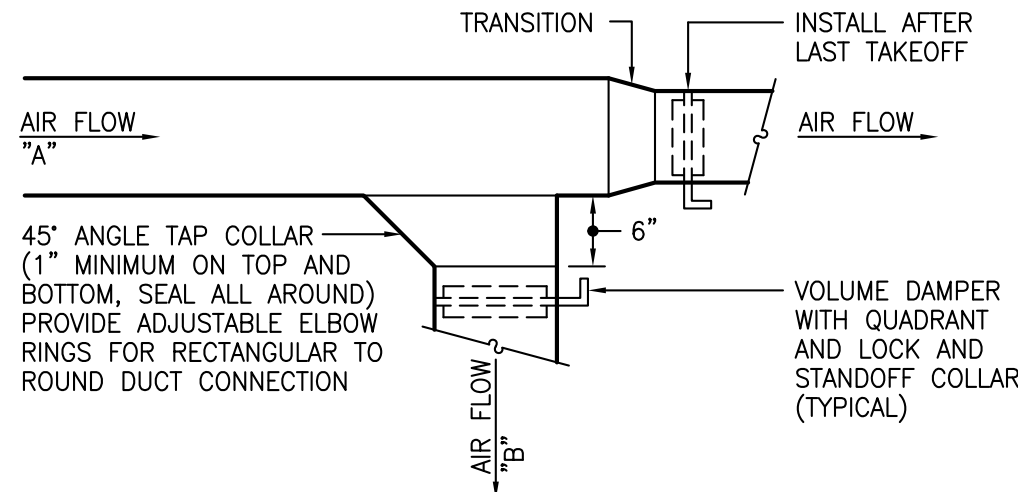 TRANSITION
INSTALL AFTER
LAST TAKEOFF
AIR FLOW
"A"
AIR FLOW
45° ANGLE TAP COLLAR
(1" MINIMUM ON TOP AND
BOTTOM, SEAL ALL AROUND)
PROVIDE ADJUSTABLE ELBOW
RINGS FOR RECTANGULAR TO
ROUND DUCT CONNECTION
6"
VOLUME DAMPER
WITH QUADRANT
AND LOCK AND
STANDOFF COLLAR
(TYPICAL)
AIR FLOW
"B"